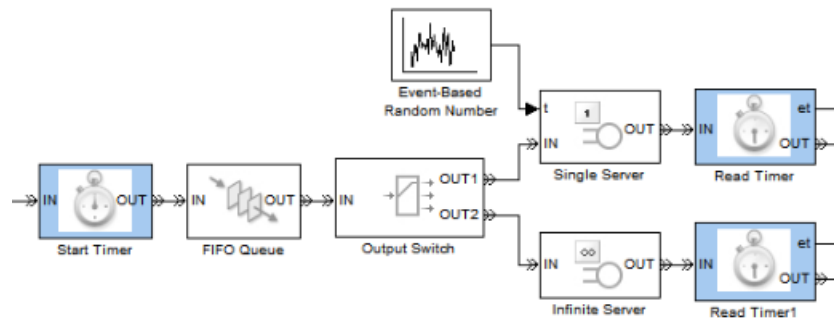 Event-Based
Random Number
t
1
IN
OUT
Single Server
IN
et
OUT
Read Timer
IN
OUT
Start Timer
IN
OUT
FIFO Queue
IN
OUT1
OUT2
Output Switch
∞
IN
OUT
Infinite Server
IN
et
OUT
Read Timer1